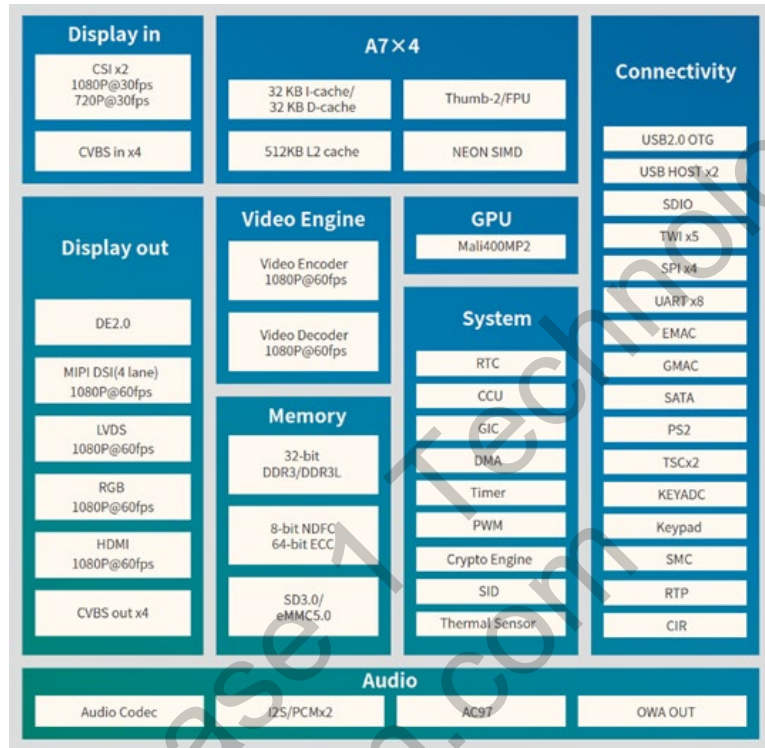 Display in
CSI x2
1080P@30fps
720P@30fps
CVBS in x4
A7×4
32 KB I-cache/
32 KB D-cache
Thumb-2/FPU
512KB L2 cache
NEON SIMD
Connectivity
USB2.0 OTG
USB HOST x2
SDIO
TWI x5
SPI x4
UART x8
EMAC
GMAC
SATA
PS2
TSCx2
KEYADC
Keypad
SMC
RTP
CIR
Display out
DE2.0
MIPI DSI(4 lane)
1080P@60fps
LVDS
1080P@60fps
RGB
1080P@60fps
HDMI
1080P@60fps
CVBS out x4
Video Engine
Video Encoder
1080P@60fps
Video Decoder
1080P@60fps
GPU
Mali400MP2
System
RTC
CCU
GIC
DMA
Timer
PWM
Crypto Engine
SID
Thermal Sensor
Memory
32-bit
DDR3/DDR3L
8-bit NDFC
64-bit ECC
SD3.0/
eMMC5.0
Audio
Audio Codec
I2S/PCMx2
AC97
OWA OUT